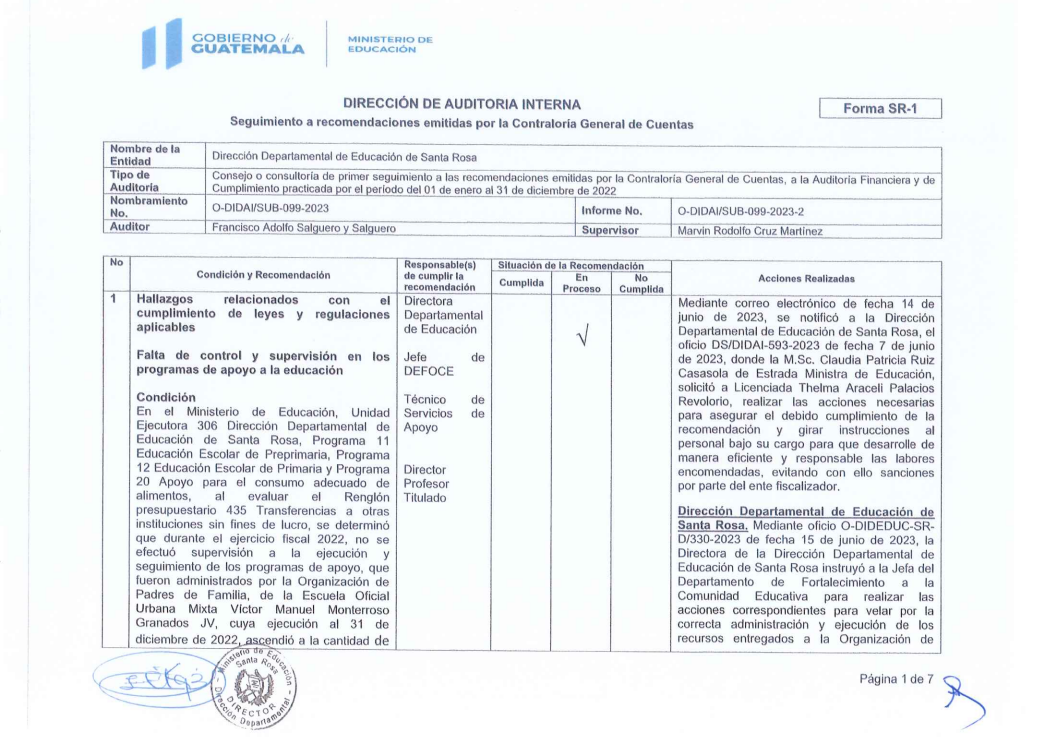 GOBIERNO de
GUATEMALA
MINISTERIO DE
EDUCACIÓN
DIRECCIÓN DE AUDITORIA INTERNA
Forma SR-1
Seguimiento a recomendaciones emitidas por la Contraloría General de Cuentas
Nombre de la
Entidad
Dirección Departamental de Educación de Santa Rosa
Tipo de
Auditoría
Consejo o consultoría de primer seguimiento a las recomendaciones emitidas por la Contraloría General de Cuentas, a la Auditoria Financiera y de
Cumplimiento practicada por el período del 01 de enero al 31 de diciembre de 2022
Nombramiento
No.
O-DIDAI/SUB-099-2023
Informe No.
O-DIDAI/SUB-099-2023-2
Auditor
Francisco Adolfo Salguero y Salguero
Supervisor
Marvin Rodolfo Cruz Martínez
No
Condición y Recomendación
Responsable(s)
de cumplir la
recomendación
Situación de la Recomendación
Cumplida
En
Proceso
No
Cumplida
Acciones Realizadas
1
Hallazgos relacionados con el
cumplimiento de leyes y regulaciones
aplicables
Falta de control y supervisión en los
programas de apoyo a la educación
Condición
En el Ministerio de Educación, Unidad
Ejecutora 306 Dirección Departamental de
Educación de Santa Rosa, Programa 11
Educación Escolar de Preprimaria, Programa
12 Educación Escolar de Primaria y Programa
20 Apoyo para el consumo adecuado de
alimentos, al evaluar el Renglón
presupuestario 435 Transferencias a otras
instituciones sin fines de lucro, se determinó
que durante el ejercicio fiscal 2022, no se
efectuó supervisión a la ejecución y
seguimiento de los programas de apoyo, que
fueron administrados por la Organización de
Padres de Familia, de la Escuela Oficial
Urbana Mixta Víctor Manuel Monterroso
Granados JV, cuya ejecución al 31 de
diciembre de 2022, ascendió a la cantidad de
Directora
Departamental
de Educación
Jefe de
DEFOCE
Técnico de
Servicios de
Apoyo
Director
Profesor
Titulado
√
Mediante correo electrónico de fecha 14 de
junio de 2023, se notificó a la Dirección
Departamental de Educación de Santa Rosa, el
oficio DS/DIDAI-593-2023 de fecha 7 de junio
de 2023, donde la M.Sc. Claudia Patricia Ruiz
Casasola de Estrada Ministra de Educación,
solicitó a Licenciada Thelma Araceli Palacios
Revolorio, realizar las acciones necesarias
para asegurar el debido cumplimiento de la
recomendación y girar instrucciones al
personal bajo su cargo para que desarrolle de
manera eficiente y responsable las labores
encomendadas, evitando con ello sanciones
por parte del ente fiscalizador.
Dirección Departamental de Educación de
Santa Rosa. Mediante oficio O-DIDEDUC-SR-
D/330-2023 de fecha 15 de junio de 2023, la
Directora de la Dirección Departamental de
Educación de Santa Rosa instruyó a la Jefa del
Departamento de Fortalecimiento a la
Comunidad Educativa para realizar las
acciones correspondientes para velar por la
correcta administración y ejecución de los
recursos entregados a la Organización de
Ministerio de Educación
Santa Rosa
DIRECTOR
Dirección Departamental
Página 1 de 7